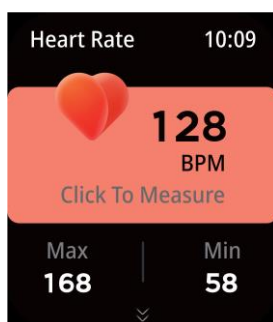 Heart Rate 10:09
128
BPM
Click To Measure
Max Min
168 58